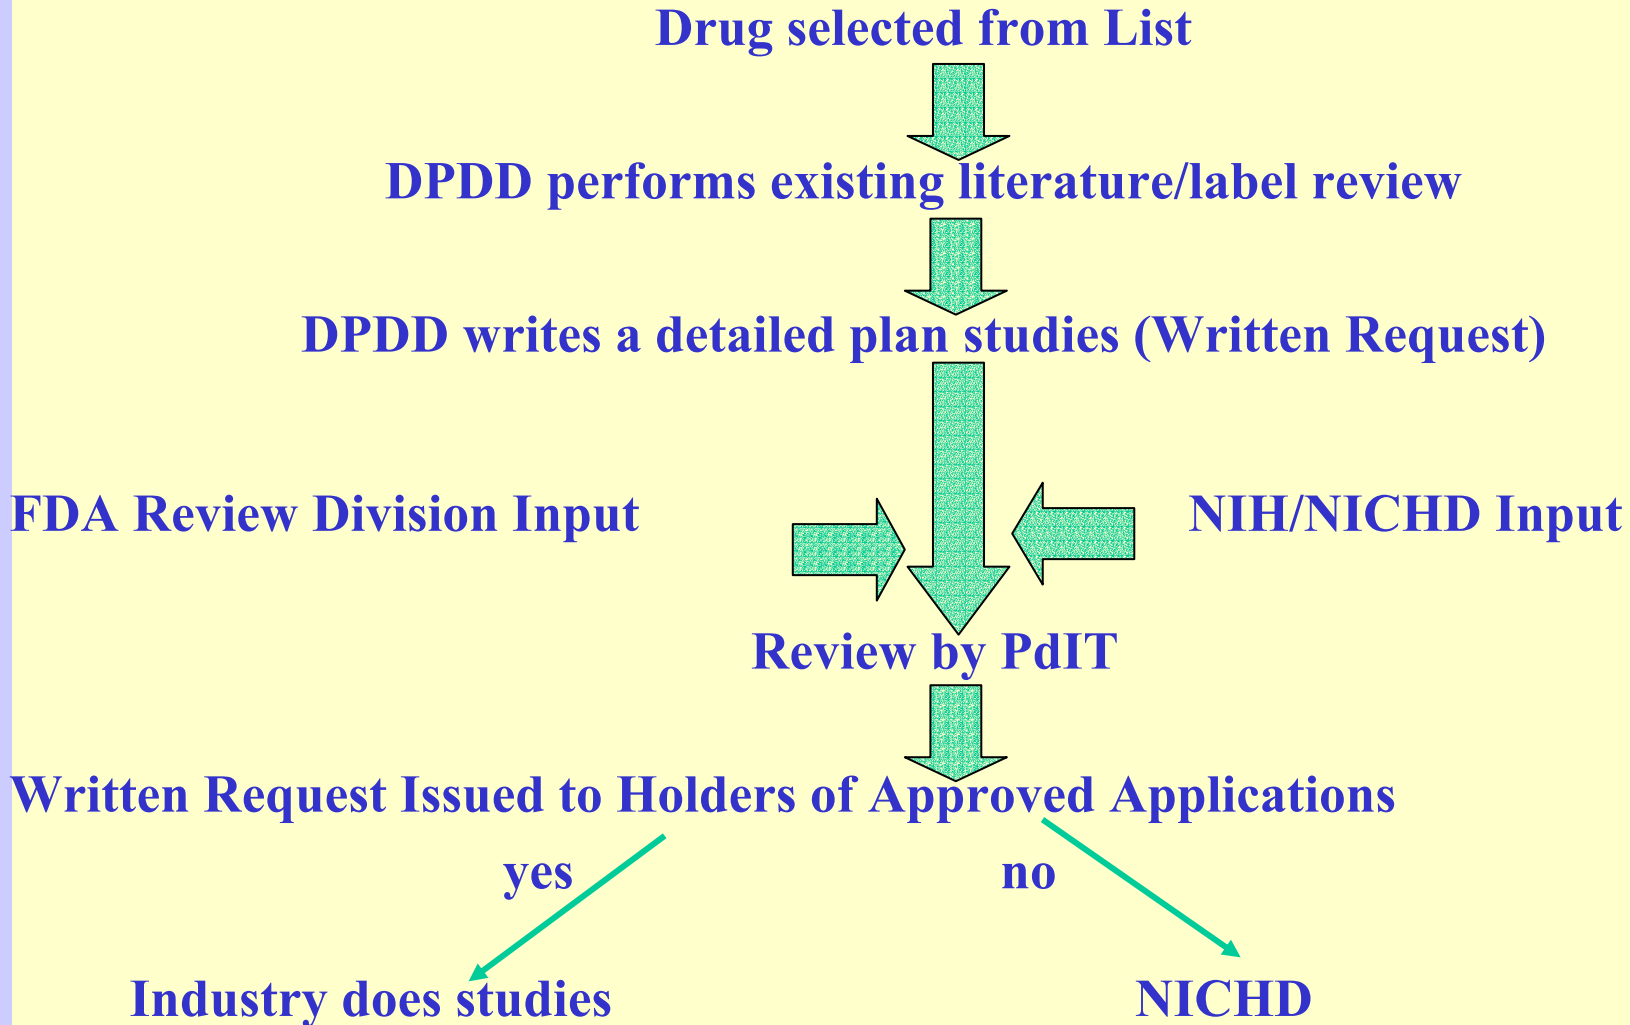 Drug selected from List
DPDD performs existing literature/label review
DPDD writes a detailed plan studies (Written Request)
FDA Review Division Input
NIH/NICHD Input
Review by PdIT
Written Request Issued to Holders of Approved Applications
yes
no
Industry does studies
NICHD